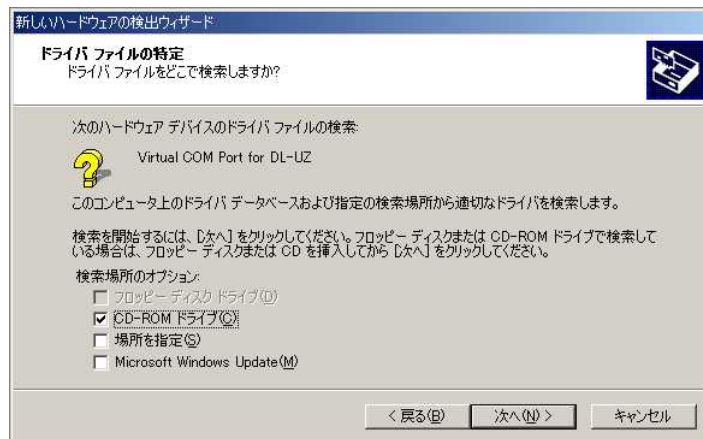 新しいハードウェアの検出ウィザード
ドライバ ファイルの特定
ドライバ ファイルをどこで検索しますか?
次のハードウェア デバイスのドライバ ファイルの検索:
Virtual COM Port for DL-UZ
このコンピュータ上のドライバ データベースおよび指定の検索場所から適切なドライバを検索します。
検索を開始するには、[次へ] をクリックしてください。フロッピー ディスクまたは CD-ROM ドライブで検索して
いる場合は、フロッピー ディスクまたは CD を挿入してから [次へ] をクリックしてください。
検索場所のオプション:
フロッピー ディスク ドライブ(D)
CD-ROM ドライブ(C)
場所を指定(S)
Microsoft Windows Update(M)
< 戻る(B) 次へ(N) > キャンセル